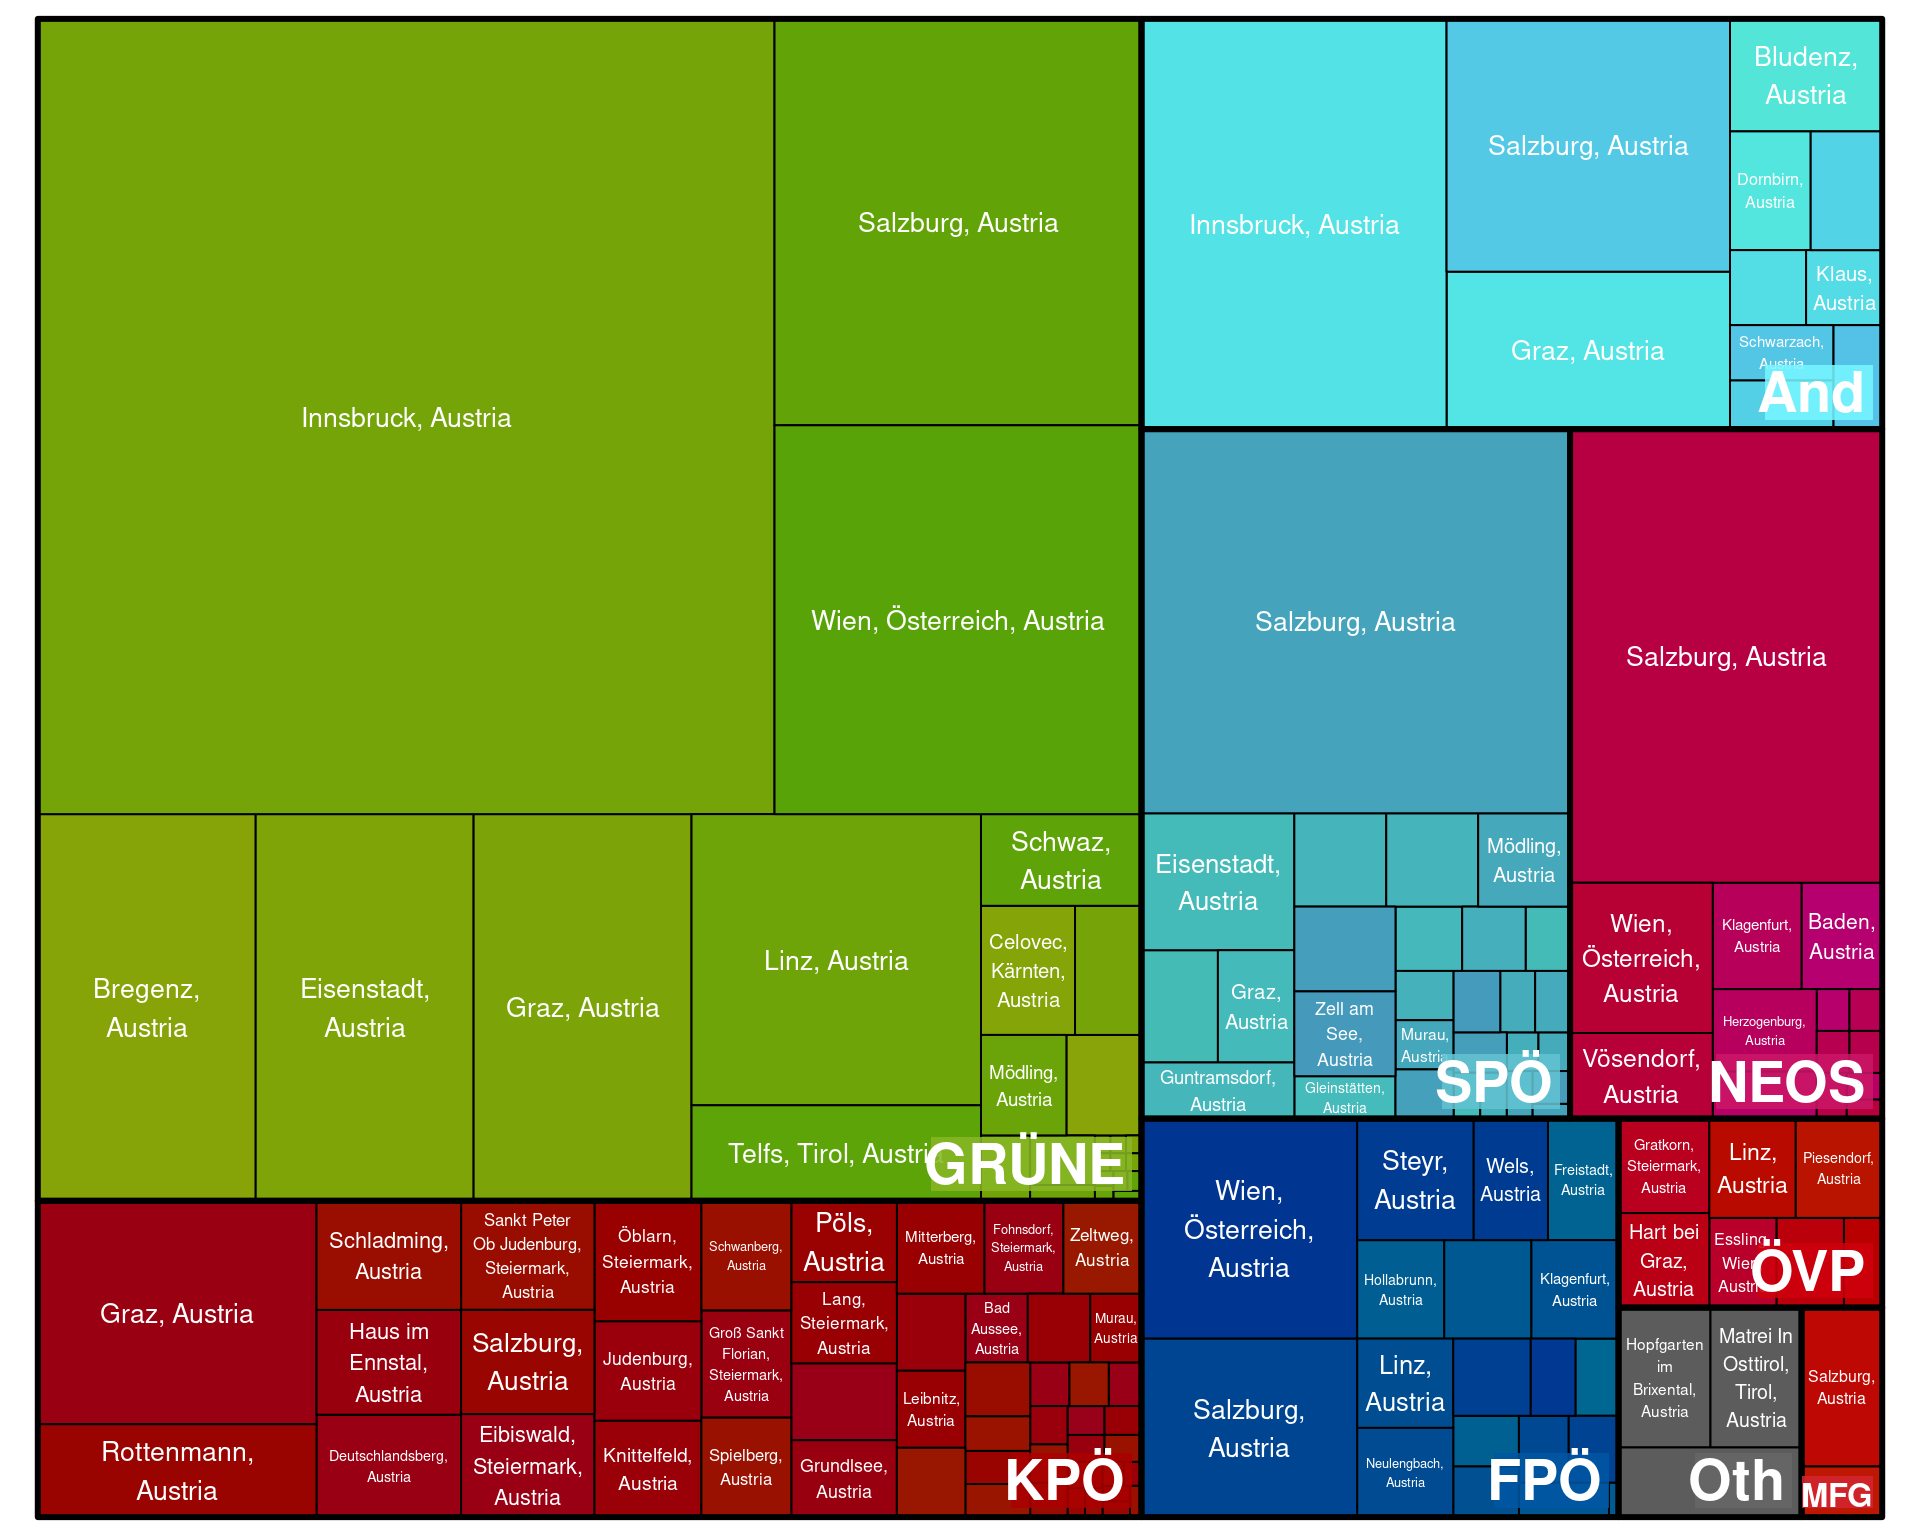 Innsbruck, Austria
Salzburg, Austria
Wien, Österreich, Austria
Bregenz,
Austria
Eisenstadt,
Austria
Graz, Austria
Linz, Austria
Telfs, Tirol, Austria
Schwaz,
Austria
Celovec,
Kärnten,
Austria
Mödling,
Austria
GRÜNE
Innsbruck, Austria
Salzburg, Austria
Graz, Austria
Bludenz,
Austria
Dornbirn,
Austria
Klaus,
Austria
Schwarzach,
Austria
And
Salzburg, Austria
Eisenstadt,
Austria
Mödling,
Austria
Graz,
Austria
Zell am
See,
Austria
Murau,
Austria
Guntramsdorf,
Austria
Gleinstätten,
Austria
SPÖ
Salzburg, Austria
Wien,
Österreich,
Austria
Klagenfurt,
Austria
Baden,
Austria
Herzogenburg,
Austria
Vösendorf,
Austria
NEOS
Graz, Austria
Rottenmann,
Austria
Schladming,
Austria
Haus im
Ennstal,
Austria
Deutschlandsberg,
Austria
Sankt Peter
Ob Judenburg,
Steiermark,
Austria
Salzburg,
Austria
Eibiswald,
Steiermark,
Austria
Öblarn,
Steiermark,
Austria
Judenburg,
Austria
Knittelfeld,
Austria
Schwanberg,
Austria
Groß Sankt
Florian,
Steiermark,
Austria
Spielberg,
Austria
Pöls,
Austria
Lang,
Steiermark,
Austria
Grundlsee,
Austria
Mitterberg,
Austria
Fohnsdorf,
Steiermark,
Austria
Zeltweg,
Austria
Bad
Aussee,
Austria
Murau,
Austria
Leibnitz,
Austria
KPÖ
Wien,
Österreich,
Austria
Salzburg,
Austria
Steyr,
Austria
Wels,
Austria
Freistadt,
Austria
Hollabrunn,
Austria
Klagenfurt,
Austria
Linz,
Austria
Neulengbach,
Austria
FPÖ
Gratkorn,
Steiermark,
Austria
Linz,
Austria
Piesendorf,
Austria
Hart bei
Graz,
Austria
Essling,
Wien,
Austria
ÖVP
Hopfgarten
im
Brixental,
Austria
Matrei In
Osttirol,
Tirol,
Austria
Oth
Salzburg,
Austria
MFG